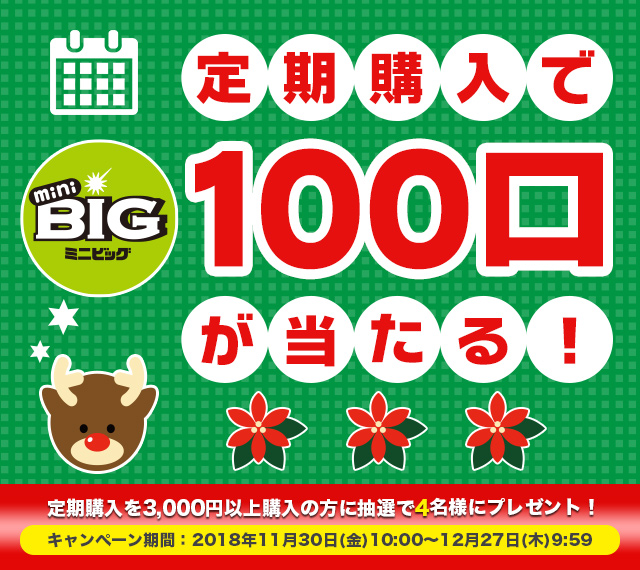 定期購入で
mini
BIG
ミニビッグ
100口
が当たる！
定期購入を3,000円以上購入の方に抽選で4名様にプレゼント！
キャンペーン期間：2018年11月30日(金)10:00〜12月27日(木)9:59